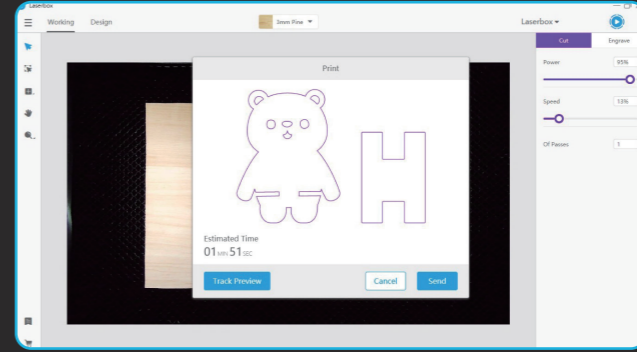 Laserbox
Working Design 3mm Pine Laserbox
Cut Engrave
Print
Power 95%
Speed 13%
Of Passes 1
Estimated Time
01 MIN 51 SEC
Track Preview Cancel Send